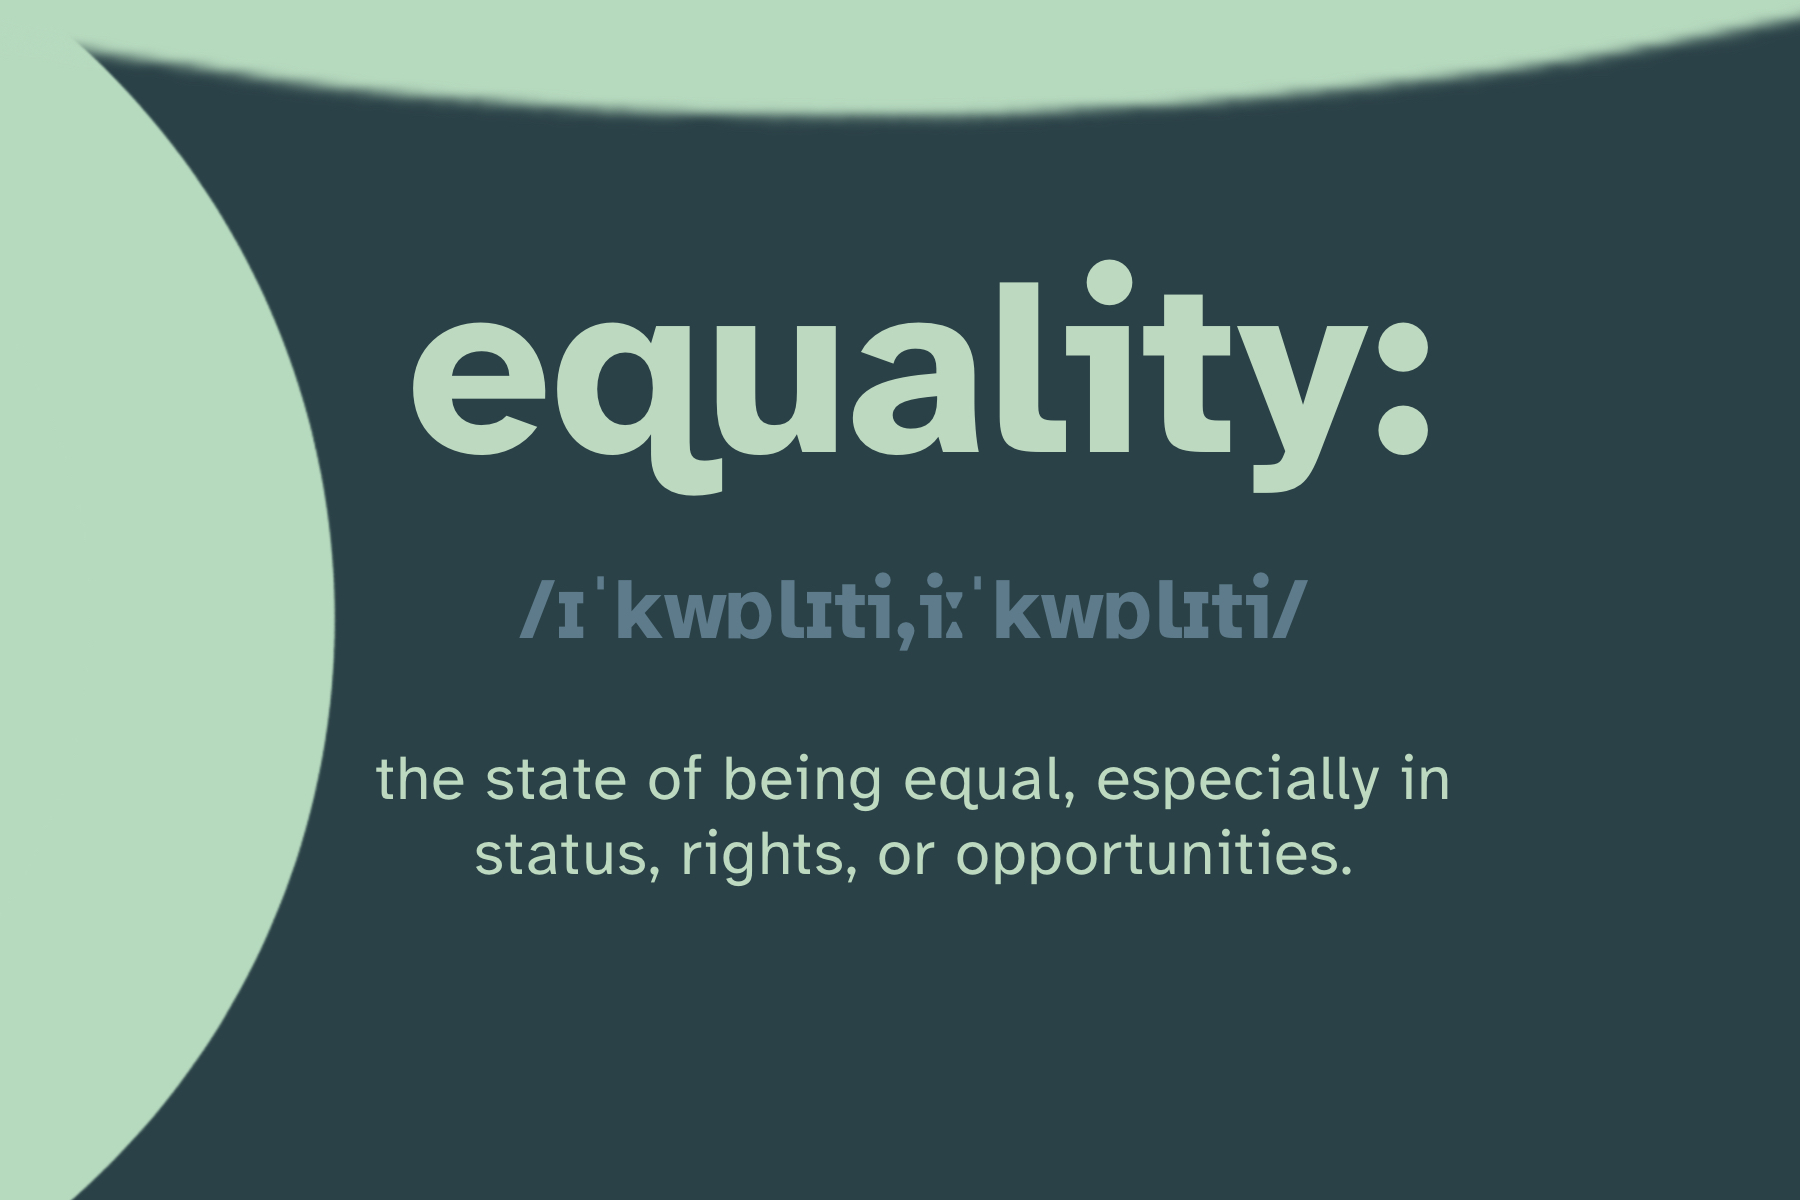 equality:
/ɪˈkwɒlɪti,iːˈkwɒlɪti/
the state of being equal, especially in
status, rights, or opportunities.